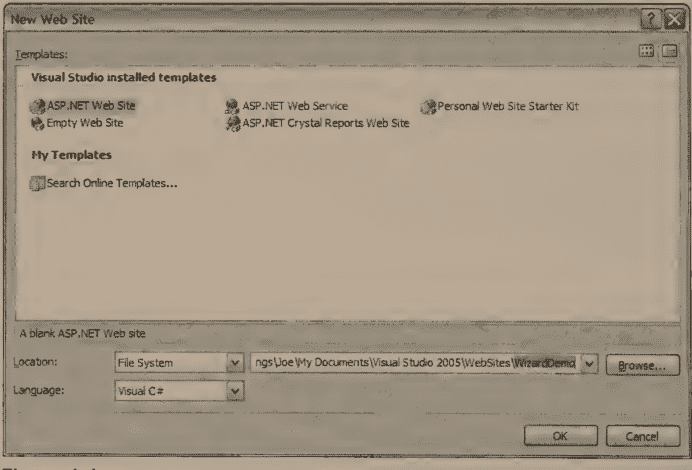 New Web Site
Templates:
Visual Studio installed templates
ASP.NET Web Site
ASP.NET Web Service
Personal Web Site Starter Kit
Empty Web Site
ASP.NET Crystal Reports Web Site
My Templates
Search Online Templates...
A blank ASP.NET Web site
Location:
File System
ngs\Joe\My Documents\Visual Studio 2005\WebSites\WizardDemo
Browse...
Language:
Visual C#
OK
Cancel